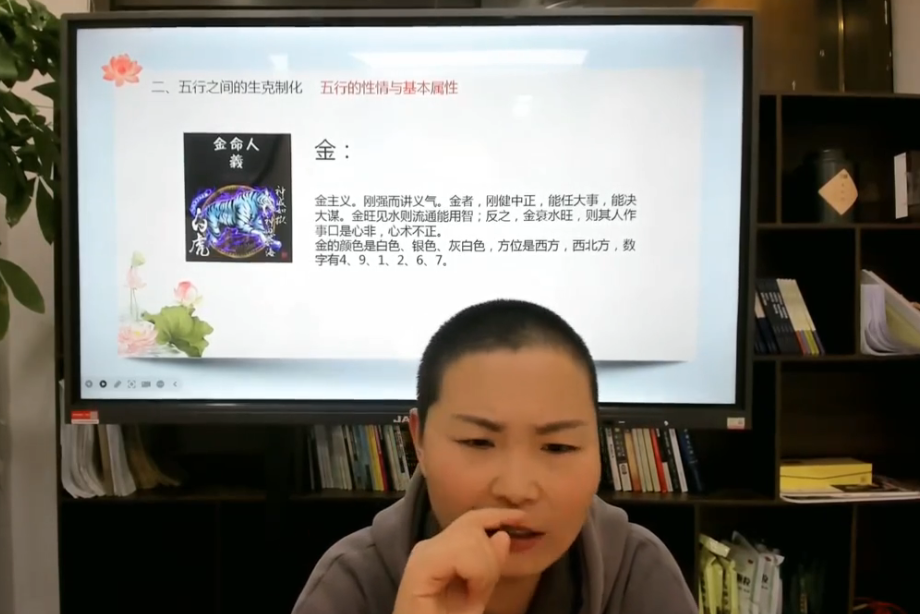 二、五行之间的生克制化 五行的性情与基本属性
金命人
義
白虎
金：
金主义。刚强而讲义气。金者，刚健中正，能任大事，能决
大谋。金旺见水则流通能用智；反之，金衰水旺，则其人作
事口是心非，心术不正。
金的颜色是白色、银色、灰白色，方位是西方，西北方，数
字有4、9、1、2、6、7。